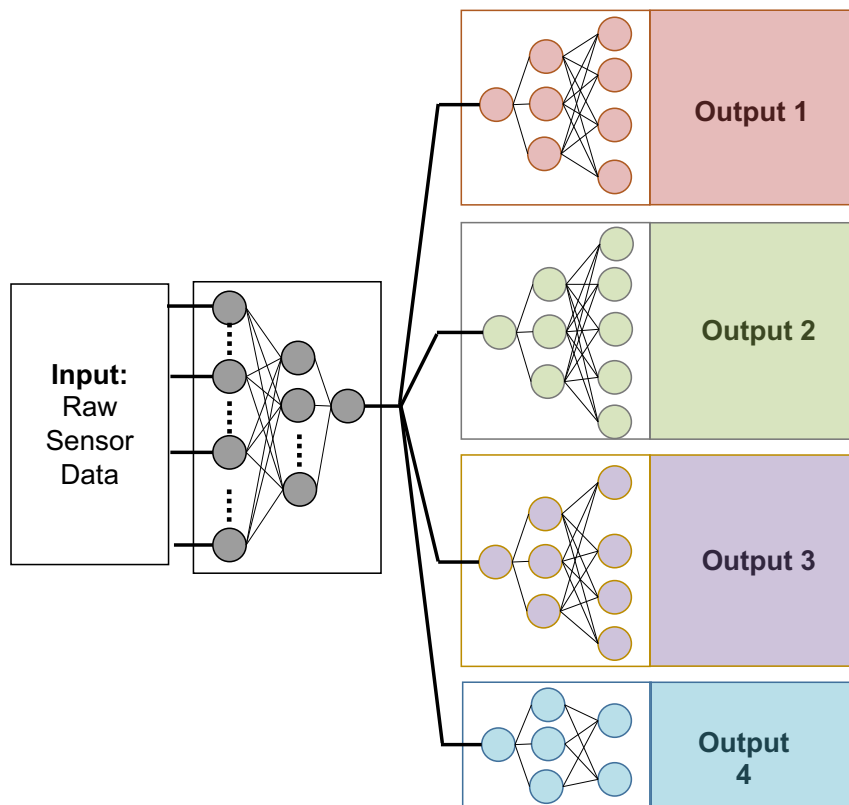 Input:
Raw
Sensor
Data
Output 1
Output 2
Output 3
Output
4